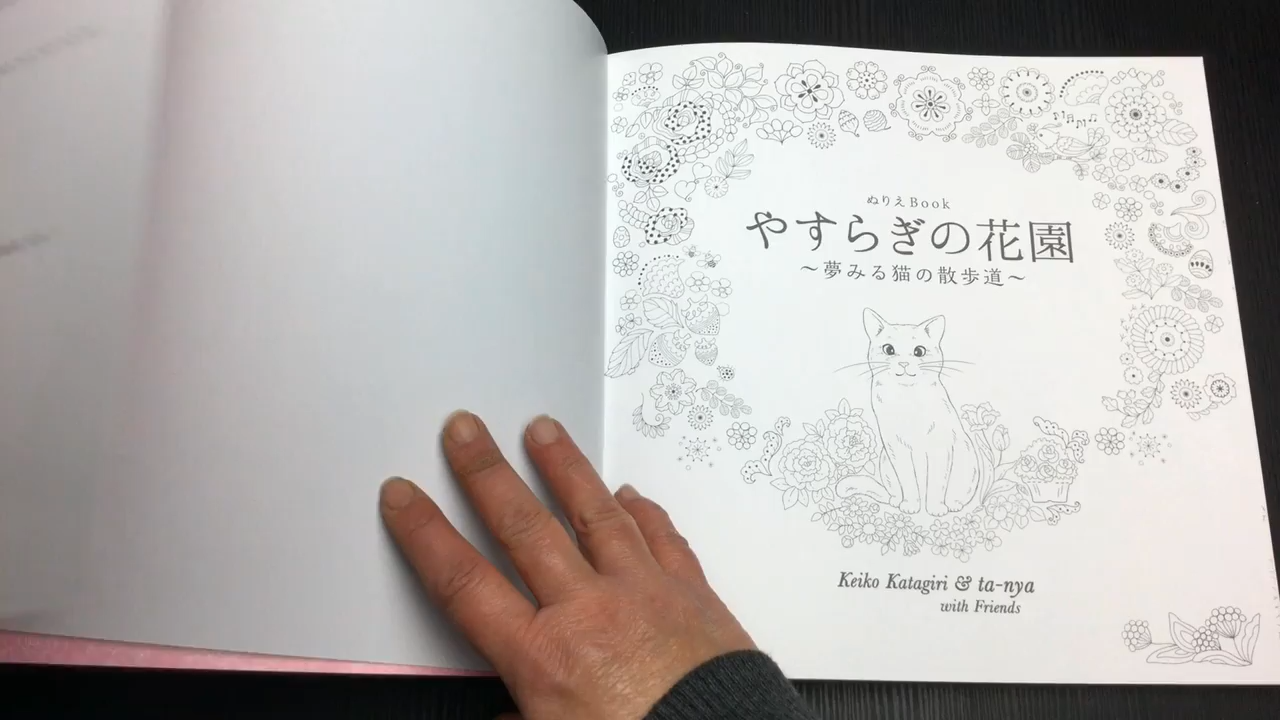 ぬりえBook
やすらぎの花園
～夢みる猫の散歩道～
Keiko Katagiri & ta-nya
with Friends